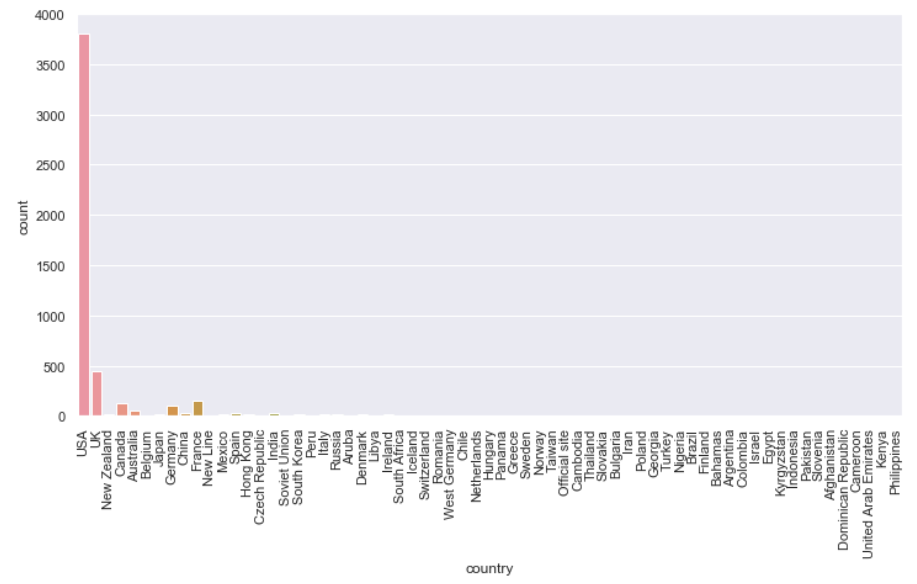 4000
3500
3000
2500
2000
1500
1000
500
0
count
USA
UK
New Zealand
Canada
Australia
Belgium
Japan
Germany
China
France
New Line
Mexico
Spain
Hong Kong
Czech Republic
India
Soviet Union
South Korea
Peru
Italy
Russia
Aruba
Denmark
Libya
Ireland
South Africa
Iceland
Switzerland
Romania
West Germany
Chile
Netherlands
Hungary
Panama
Greece
Sweden
Norway
Taiwan
Official site
Cambodia
Thailand
Slovakia
Bulgaria
Iran
Poland
Georgia
Turkey
Nigeria
Brazil
Finland
Bahamas
Argentina
Colombia
Israel
Egypt
Kyrgyzstan
Indonesia
Pakistan
Slovenia
Afghanistan
Dominican Republic
Cameroon
United Arab Emirates
Kenya
Philippines
country